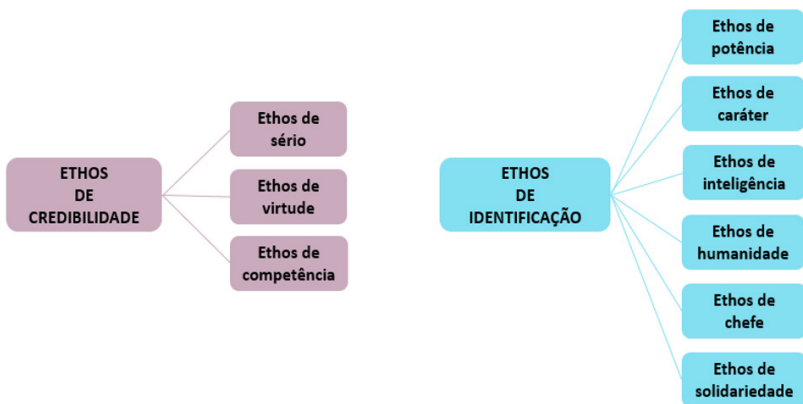 ETHOS
DE
CREDIBILIDADE
Ethos de
sério
Ethos de
virtude
Ethos de
competência
ETHOS
DE
IDENTIFICAÇÃO
Ethos de
potência
Ethos de
caráter
Ethos de
inteligência
Ethos de
humanidade
Ethos de
chefe
Ethos de
solidariedade